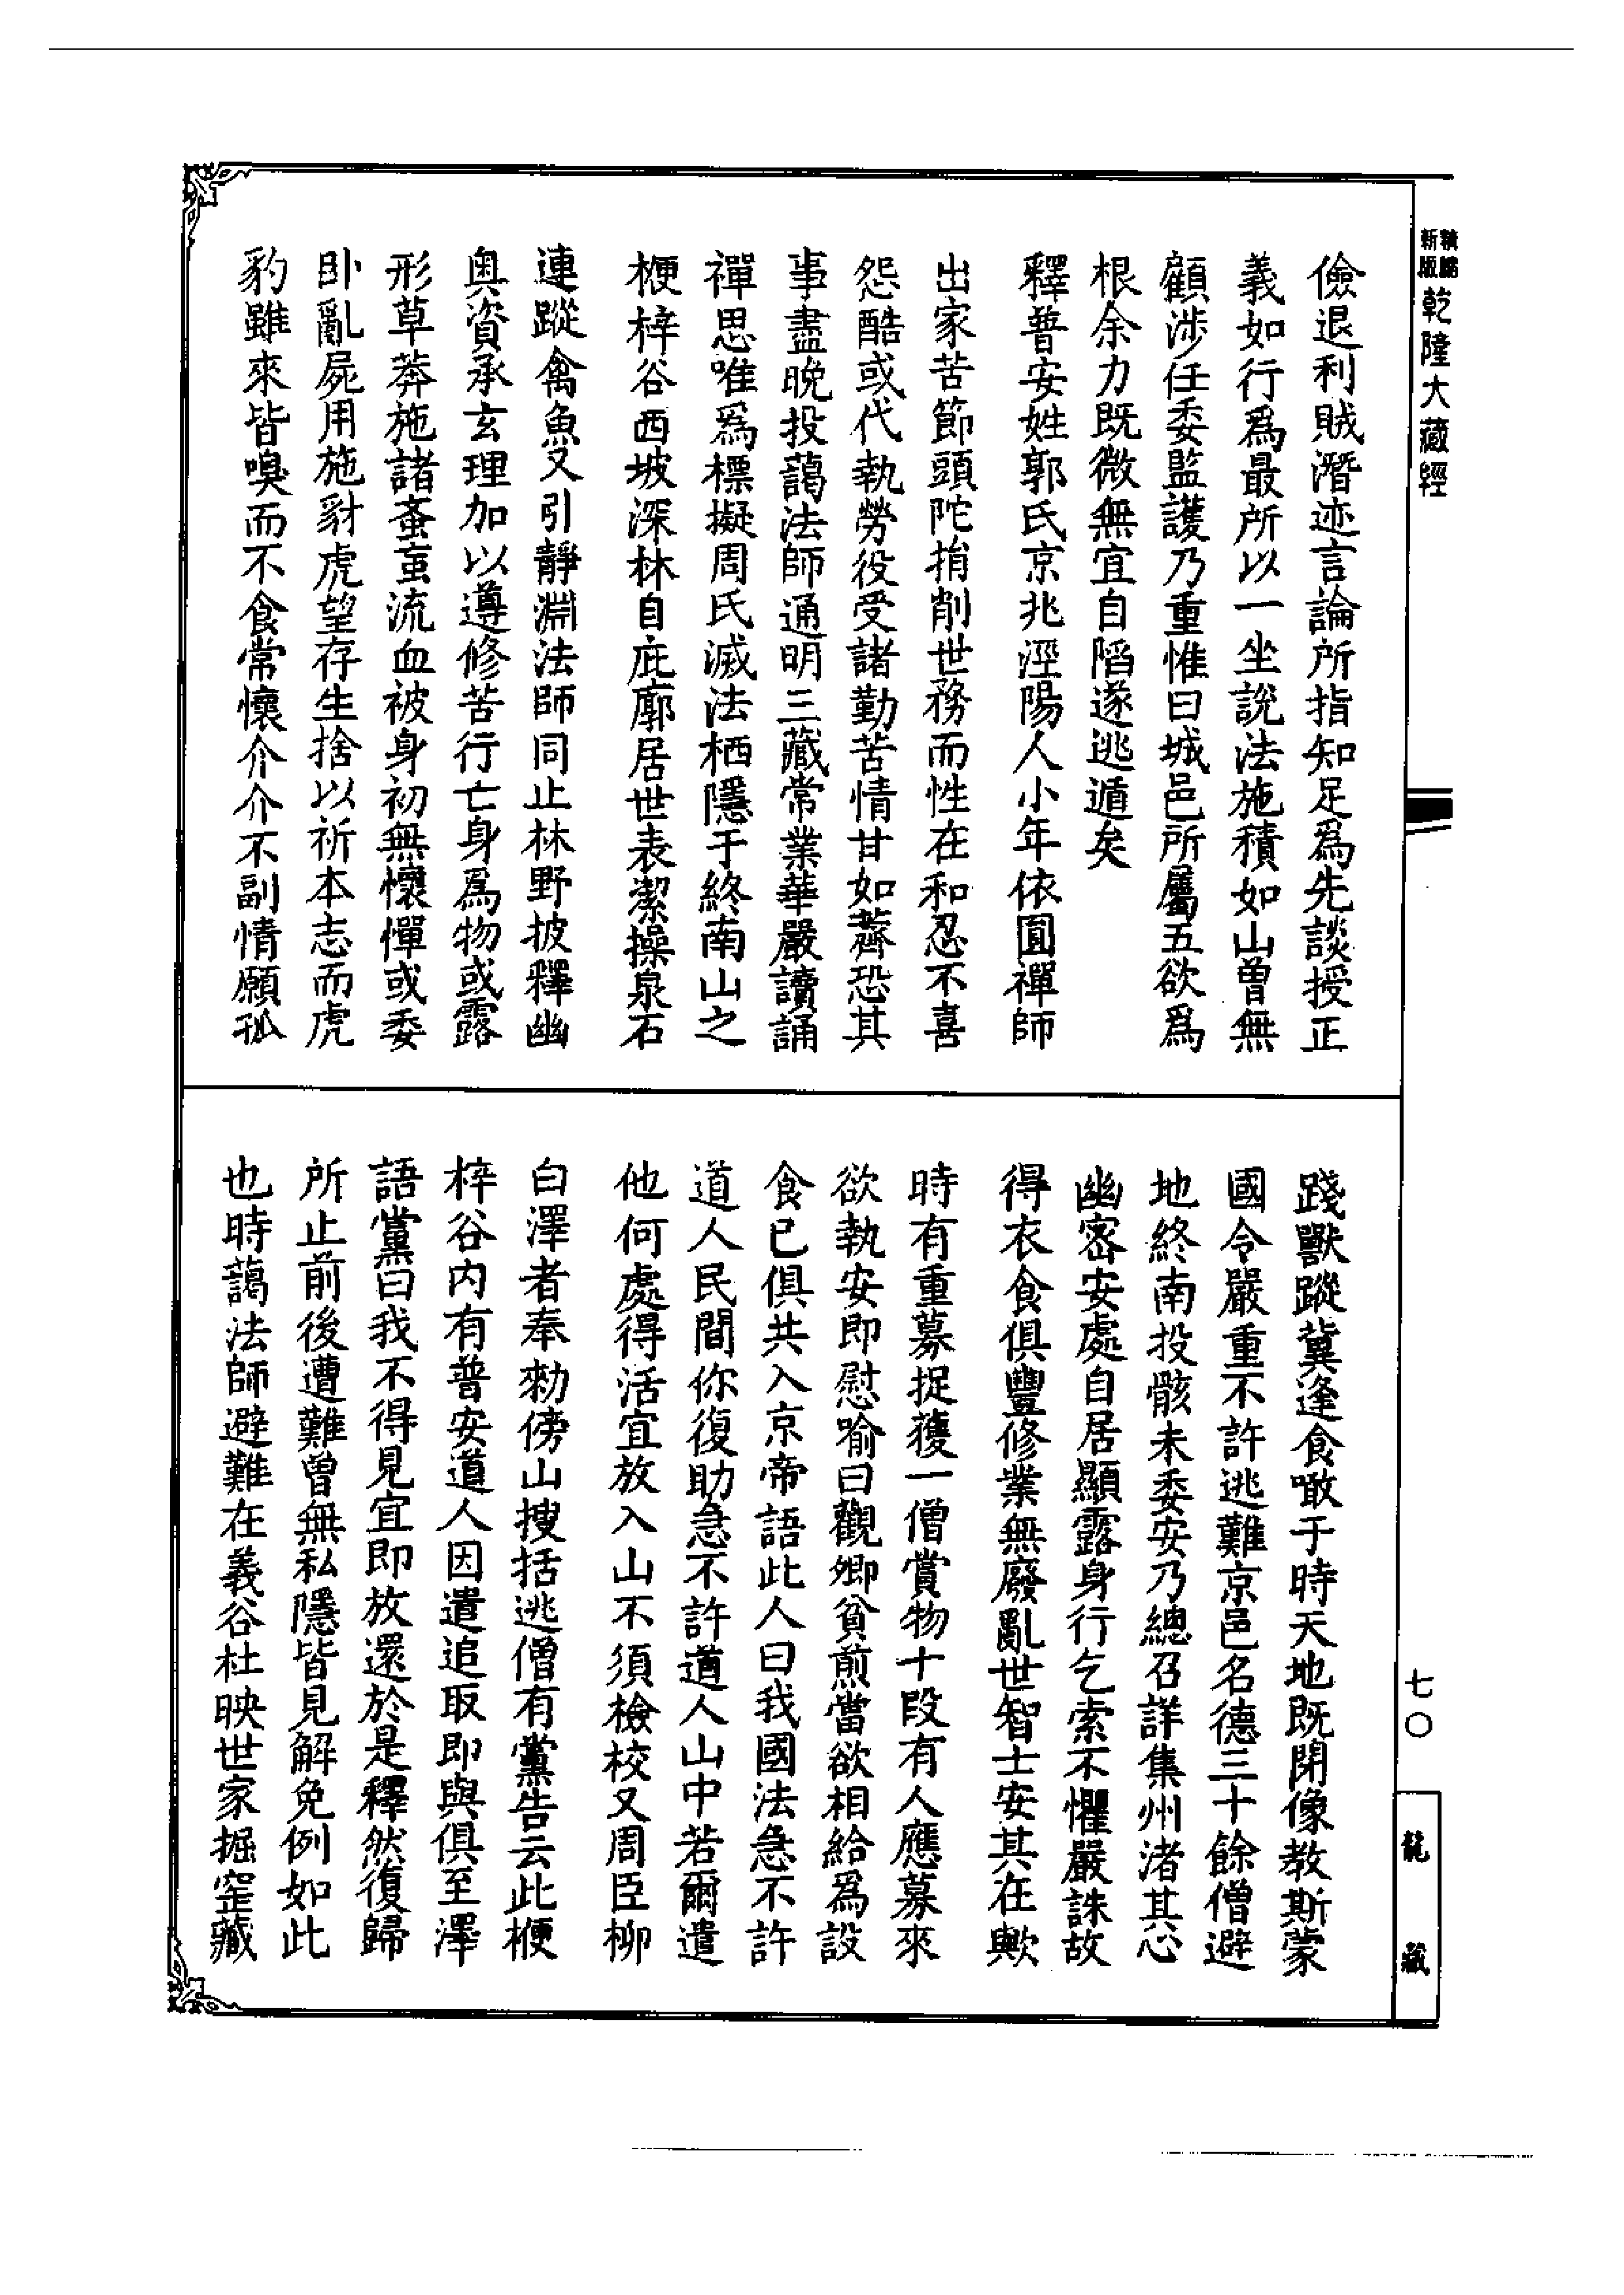 精縮
新版
乾隆大藏經
儉退利賊潛迹言論所指知足爲先談授正
義如行爲最所以一坐說法施積如山曾無
顧涉任委監護乃重惟曰城邑所屬五欲爲
根余力既微無宜自陷遂逃遁矣
釋普安姓郭氏京兆涇陽人小年依圓禪師
出家苦節頭陀捐削世務而性在和忍不喜
怨酷或代執勞役受諸勤苦情甘如薺恐其
事盡晚投藹法師通明三藏常業華嚴讀誦
禪思唯爲標擬周氏滅法栖隱于終南山之
楩梓谷西坡深林自庇廓居世表潔操泉石
連蹤禽魚又引靜淵法師同止林野披釋幽
奥資承玄理加以遵修苦行亡身爲物或露
形草莽施諸蚤䖟流血被身初無懷憚或委
卧亂屍用施豺虎望存生捨以祈本志而虎
豹雖來皆嗅而不食常懷介介不副情願孤
踐獸蹤冀逢食噉于時天地既閉像教斯蒙
國令嚴重不許逃難京邑名德三十餘僧避
地終南投骸未委安乃總召詳集州渚其心
幽密安處自居顯露身行乞索不懼嚴誅故
得衣食俱豐修業無廢亂世智士安其在歟
時有重募捉獲一僧賞物十段有人應募來
欲執安即慰喻曰觀卿貧煎當欲相給爲設
食已俱共入京帝語此人曰我國法急不許
道人民間你復助急不許道人山中若爾遣
他何處得活宜放入山不須檢校又周臣柳
白澤者奉勑傍山搜括逃僧有黨告云此楩
梓谷内有普安道人因遣追取即與俱至澤
語黨曰我不得見宜即放還於是釋然復歸
所止前後遭難曾無私隱皆見解免例如此
也時藹法師避難在義谷杜映世家掘窂藏
七〇
龍藏